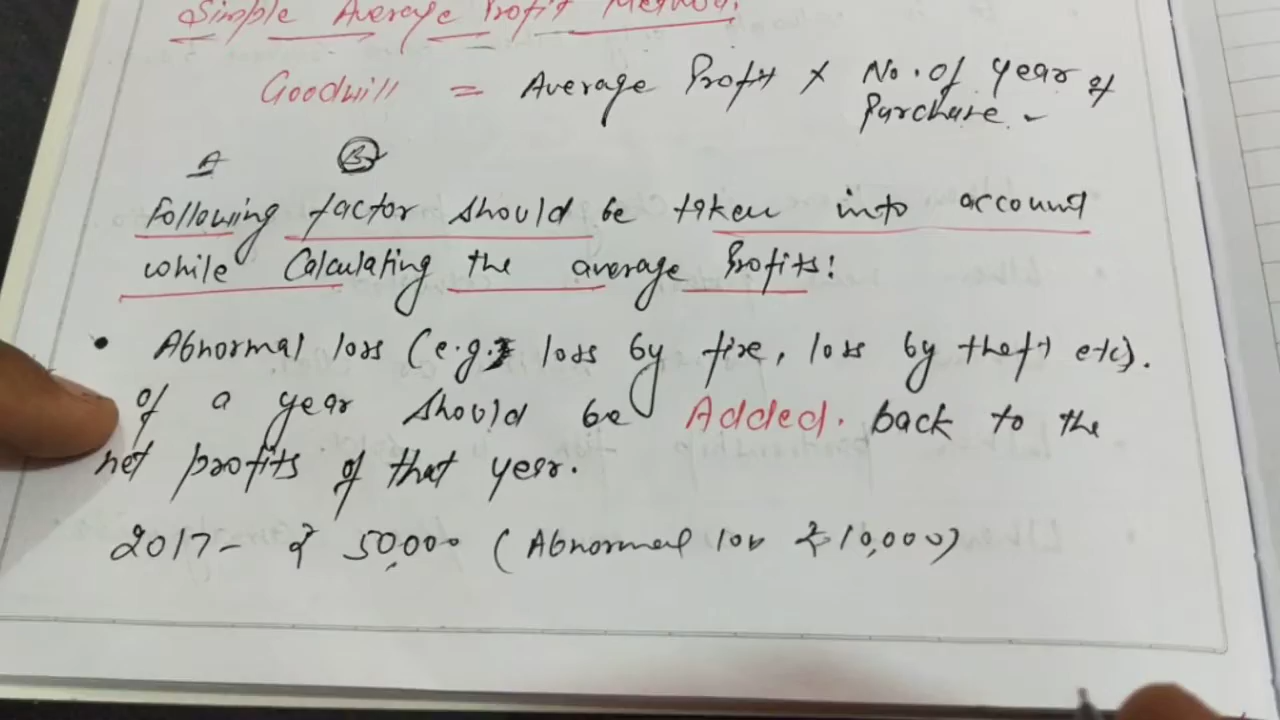 Simple Average Profit Method.
Goodwill = Average Profit × No. of year of
Purchase.
A B
Following factor should be taken into account
while Calculating the average Profits!
• Abnormal loss (e.g., loss by fire, loss by theft etc).
of a year should be Added. back to the
net profits of that year.
2017- ₹ 50,000 (Abnormal loss ₹10,000)